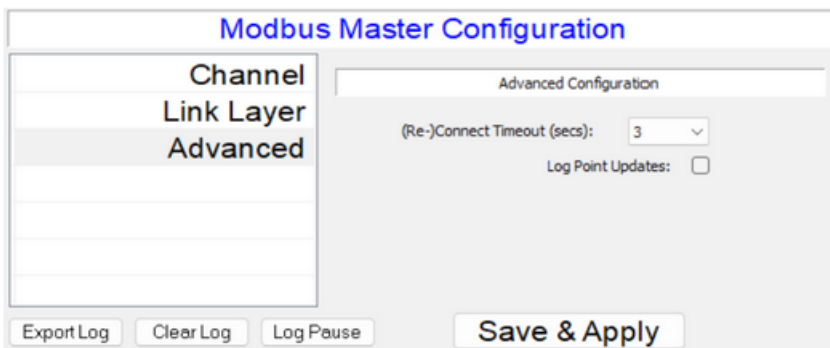 Modbus Master Configuration
Channel
Link Layer
Advanced
Advanced Configuration
(Re-)Connect Timeout (secs): 3
Log Point Updates:
Export Log Clear Log Log Pause Save & Apply